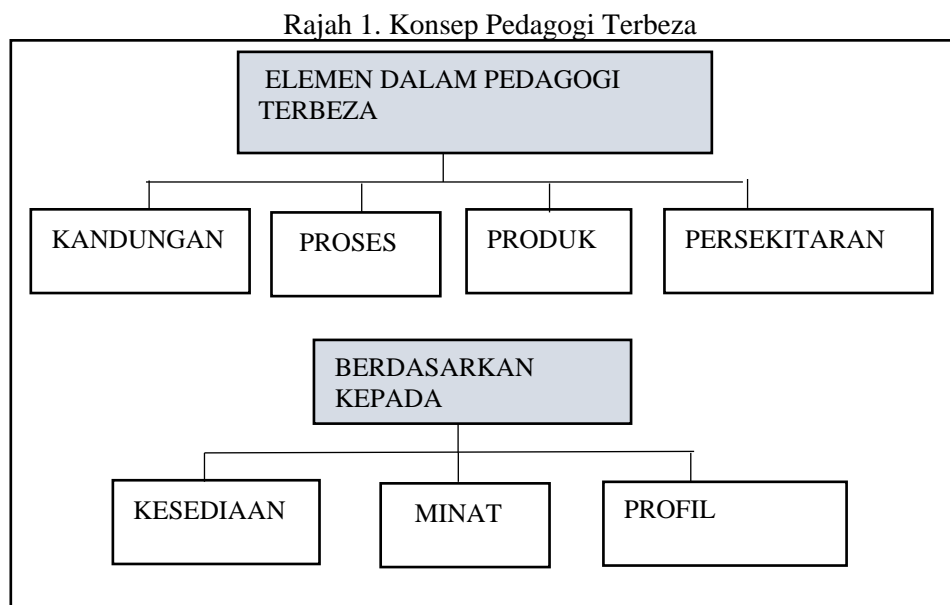 Rajah 1. Konsep Pedagogi Terbeza
ELEMEN DALAM PEDAGOGI
TERBEZA
KANDUNGAN
PROSES
PRODUK
PERSEKITARAN
BERDASARKAN
KEPADA
KESEDIAAN
MINAT
PROFIL